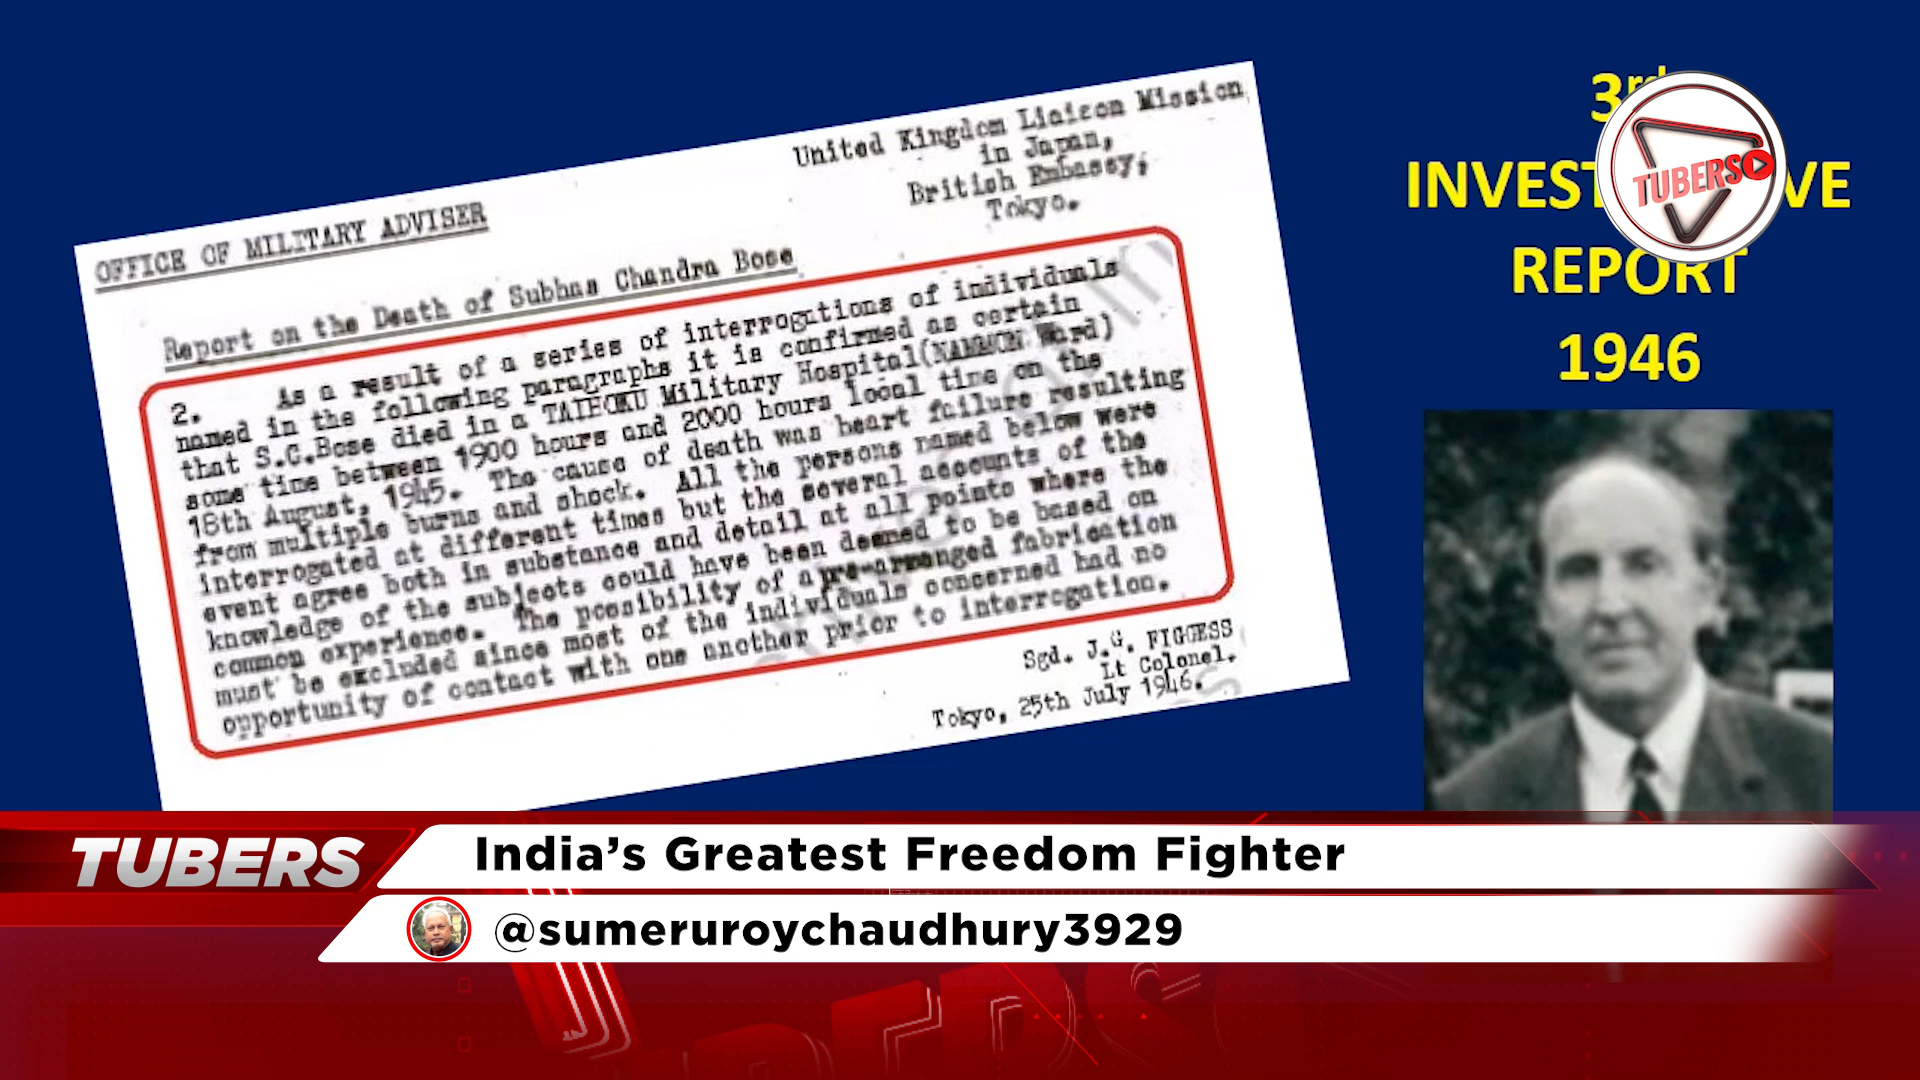 United Kingdom Liaison Mission
in Japan,
British Embassy,
Tokyo.
OFFICE OF MILITARY ADVISER
Report on the Death of Subhas Chandra Bose
2. As a result of a series of interrogations of individuals
named in the following paragraphs it is confirmed as certain
that S.C.Bose died in a TAIHOKU Military Hospital(NAMMON Ward)
some time between 1900 hours and 2000 hours local time on the
18th August, 1945. The cause of death was heart failure resulting
from multiple burns and shock. All the persons named below were
interrogated at different times but the several accounts of the
event agree both in substance and detail at all points where the
knowledge of the subjects could have been deemed to be based on
common experience. The possibility of a pre-arranged fabrication
must be excluded since most of the individuals concerned had no
opportunity of contact with one another prior to interrogation.
Sgd. J.G. FIGGESS
Lt Colonel.
Tokyo, 25th July 1946.
3rd
REPORT
1946
TUBERS
TUBERS
India’s Greatest Freedom Fighter
@sumeruroychaudhury3929